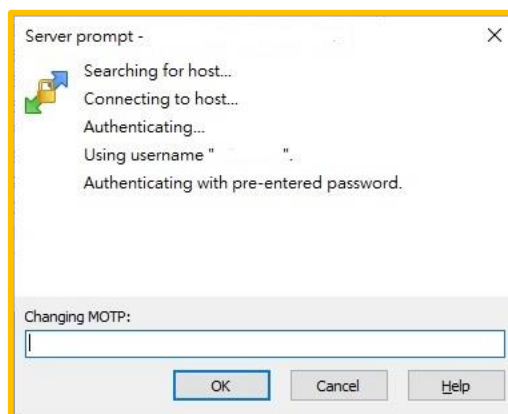 Server prompt -
Searching for host...
Connecting to host...
Authenticating...
Using username "          ".
Authenticating with pre-entered password.
Changing MOTP:
OK
Cancel
Help